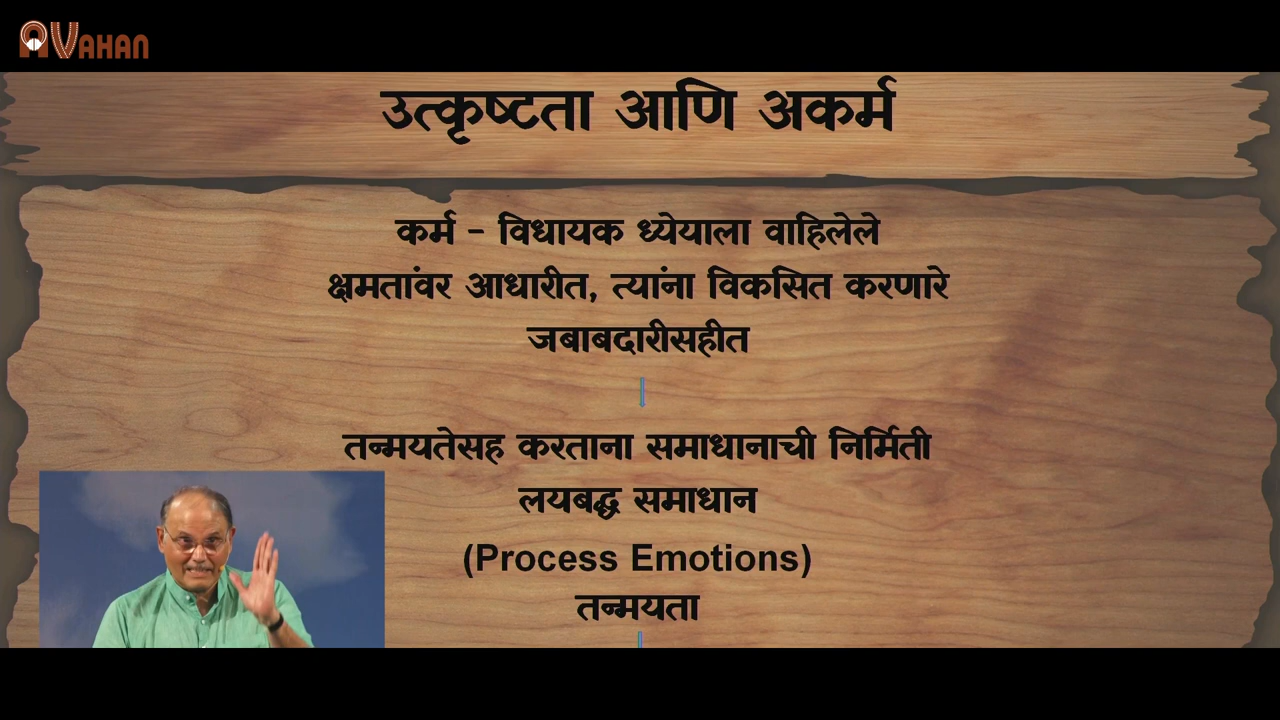 AVAHAN
उत्कृष्टता आणि अकर्म
कर्म - विधायक ध्येयाला वाहिलेले
क्षमतांवर आधारीत, त्यांना विकसित करणारे
जबाबदारीसहीत
तन्मयतेसह करताना समाधानाची निर्मिती
लयबद्ध समाधान
(Process Emotions)
तन्मयता